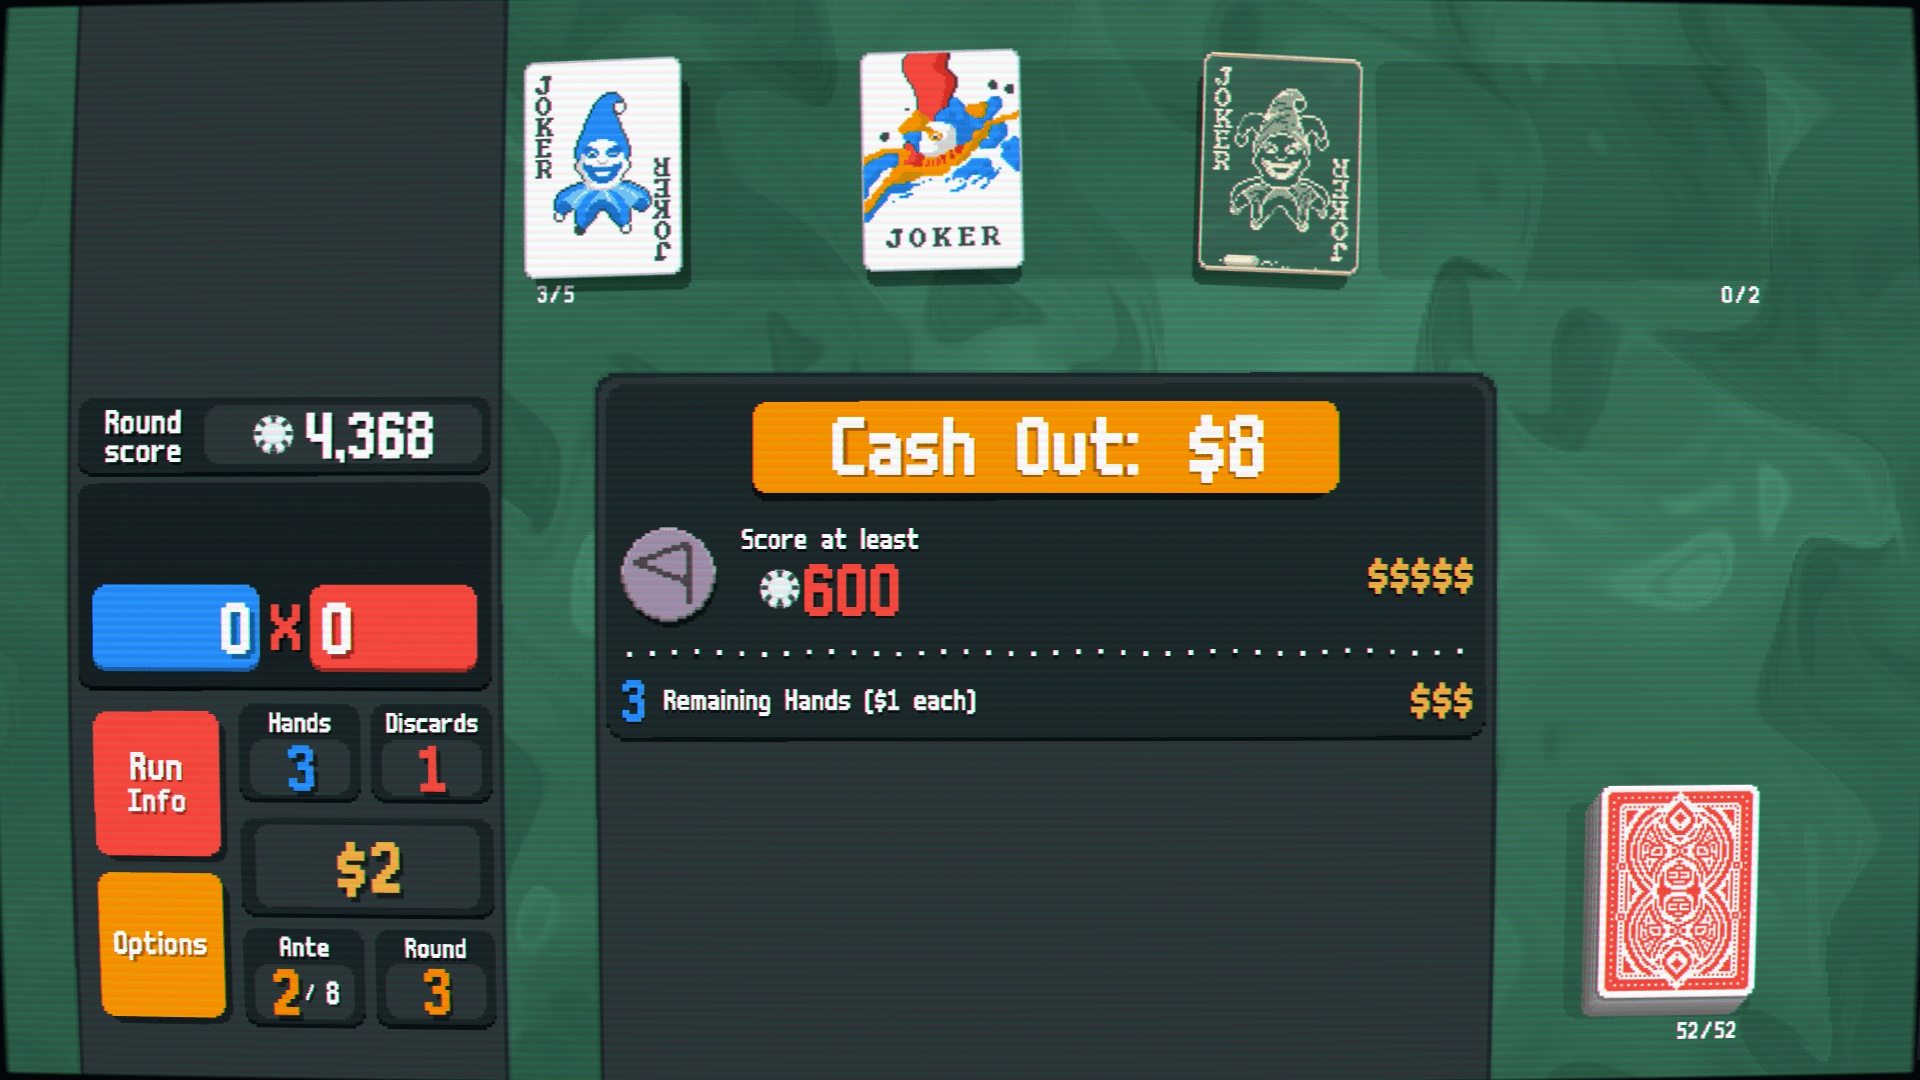 JOKER
JOKER
JOKER
JOKER
JOKER
3/5
0/2
Round
score
4,368
Cash Out: $8
Score at least
600
$$$$$
3 Remaining Hands ($1 each)
$$$
0 X 0
Run
Info
Hands
3
Discards
1
$2
Options
Ante
2/ 8
Round
3
52/52